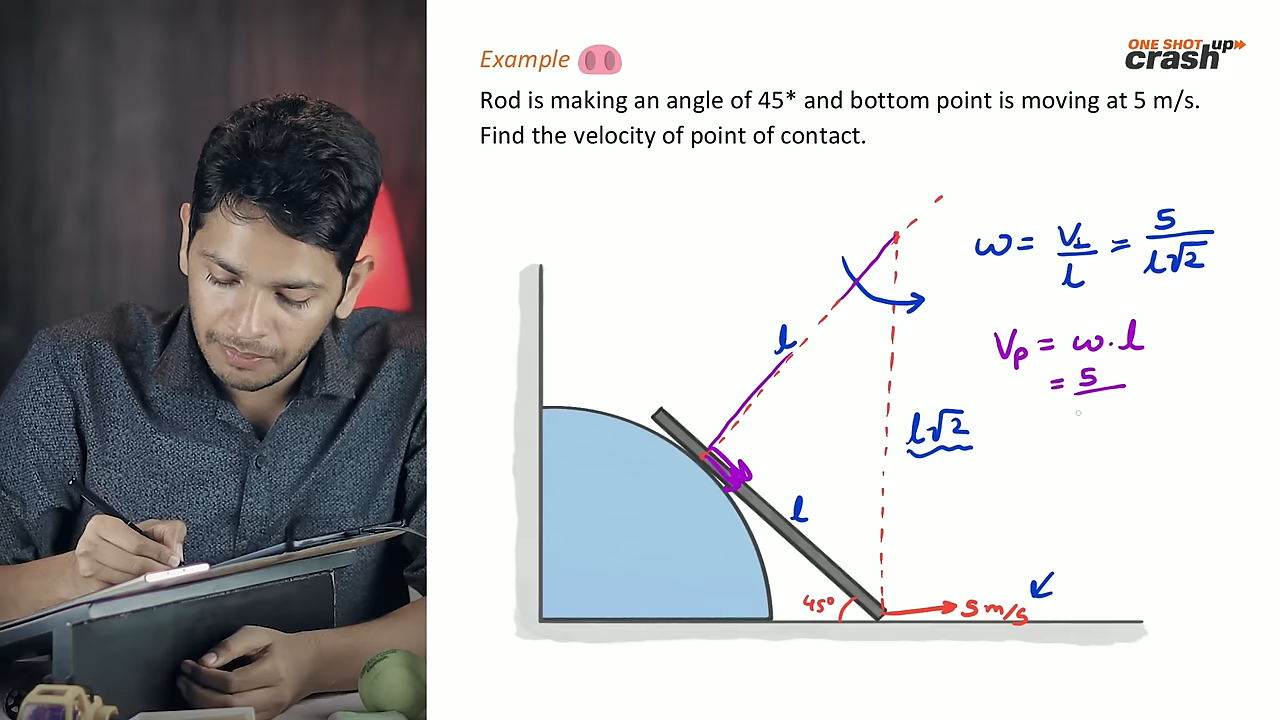 ONE SHOT
crash up
Example
Rod is making an angle of 45* and bottom point is moving at 5 m/s.
Find the velocity of point of contact.
ω = V⊥/l = 5/l√2
l
Vp = ω·l
= 5
l√2
l
45°
5 m/s